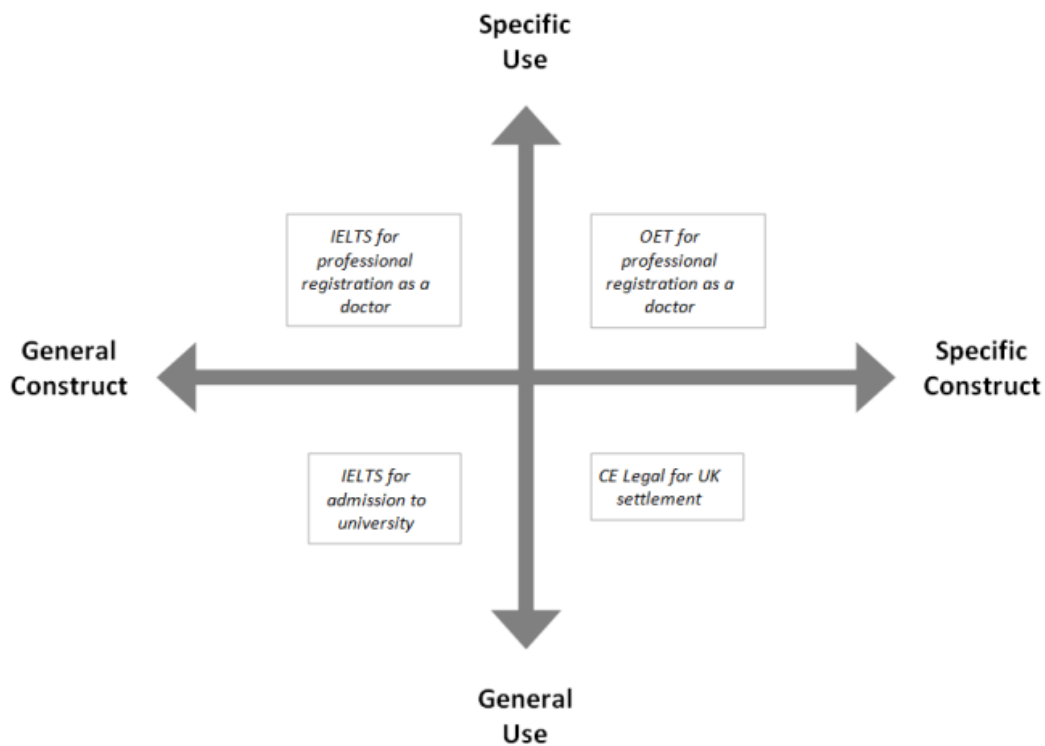 Specific
Use
IELTS for
professional
registration as a
doctor
OET for
professional
registration as a
doctor
General
Construct
Specific
Construct
IELTS for
admission to
university
CE Legal for UK
settlement
General
Use